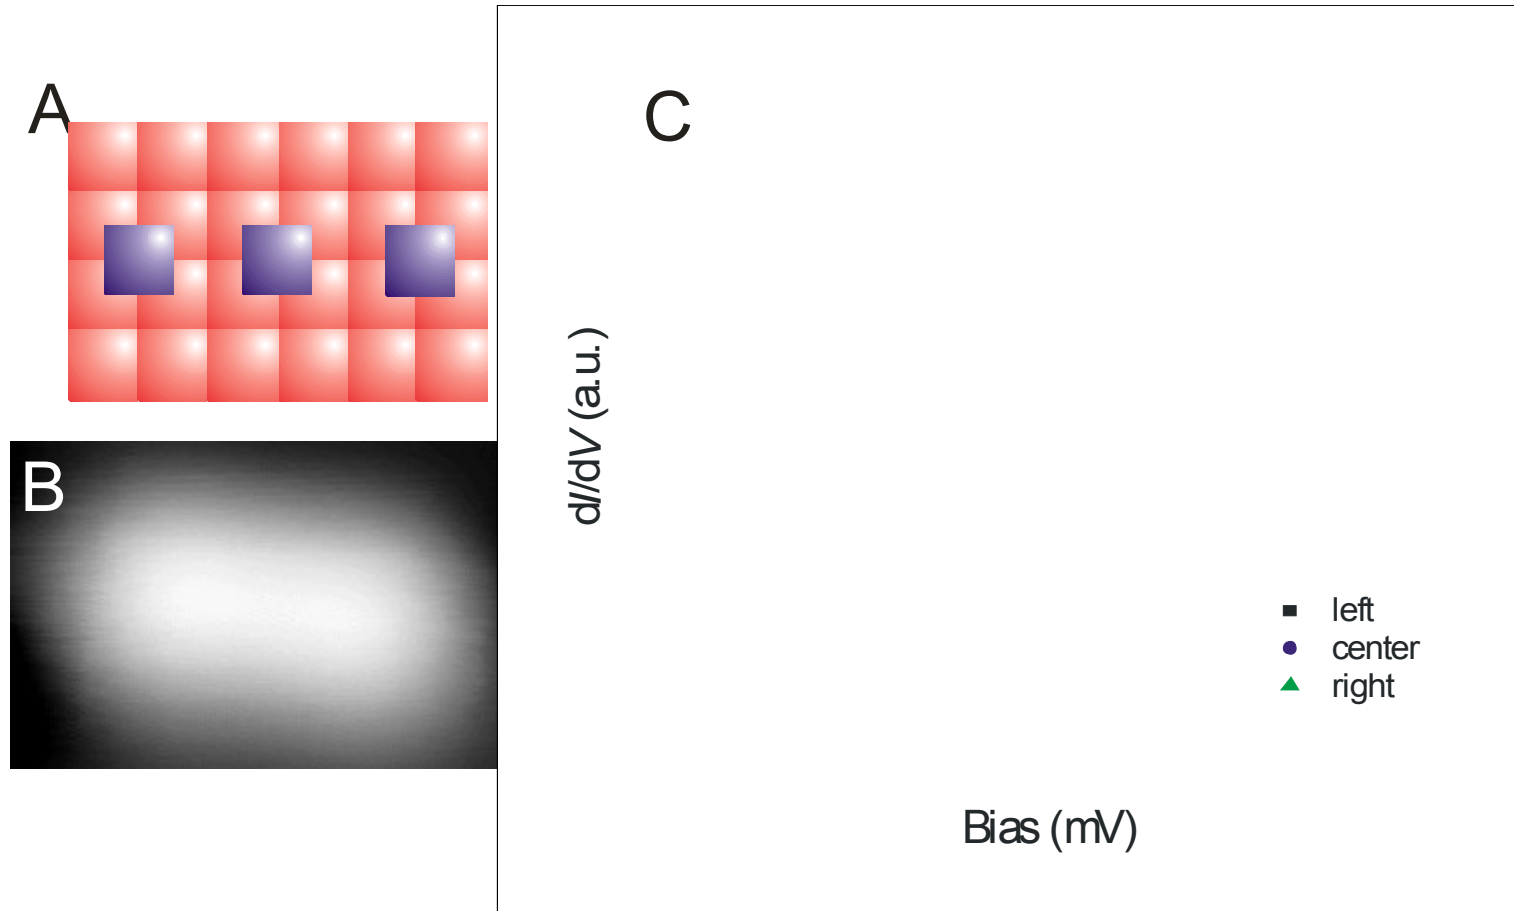 A
B
C
dI/dV (a.u.)
left
center
right
Bias (mV)